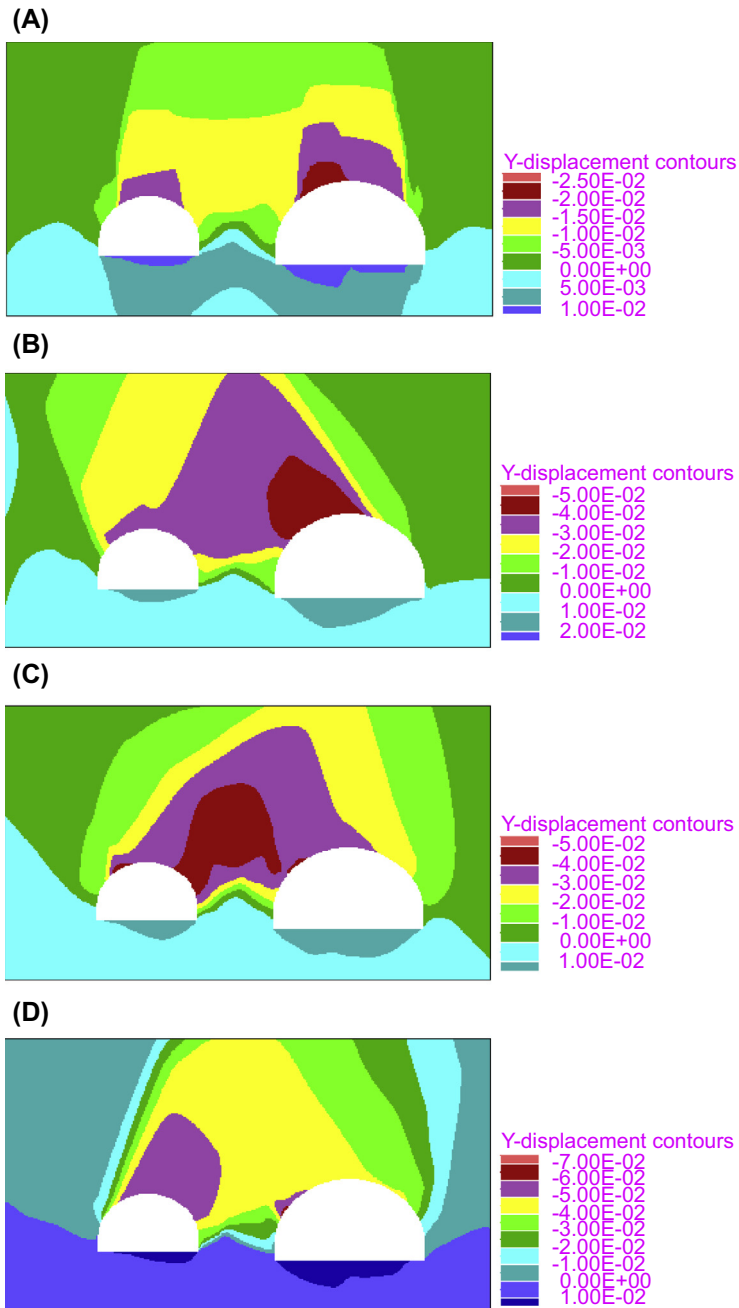 (A)
Y-displacement contours
-2.50E-02
-2.00E-02
-1.50E-02
-1.00E-02
-5.00E-03
0.00E+00
5.00E-03
1.00E-02
(B)
Y-displacement contours
-5.00E-02
-4.00E-02
-3.00E-02
-2.00E-02
-1.00E-02
0.00E+00
1.00E-02
2.00E-02
(C)
Y-displacement contours
-5.00E-02
-4.00E-02
-3.00E-02
-2.00E-02
-1.00E-02
0.00E+00
1.00E-02
(D)
Y-displacement contours
-7.00E-02
-6.00E-02
-5.00E-02
-4.00E-02
-3.00E-02
-2.00E-02
-1.00E-02
0.00E+00
1.00E-02